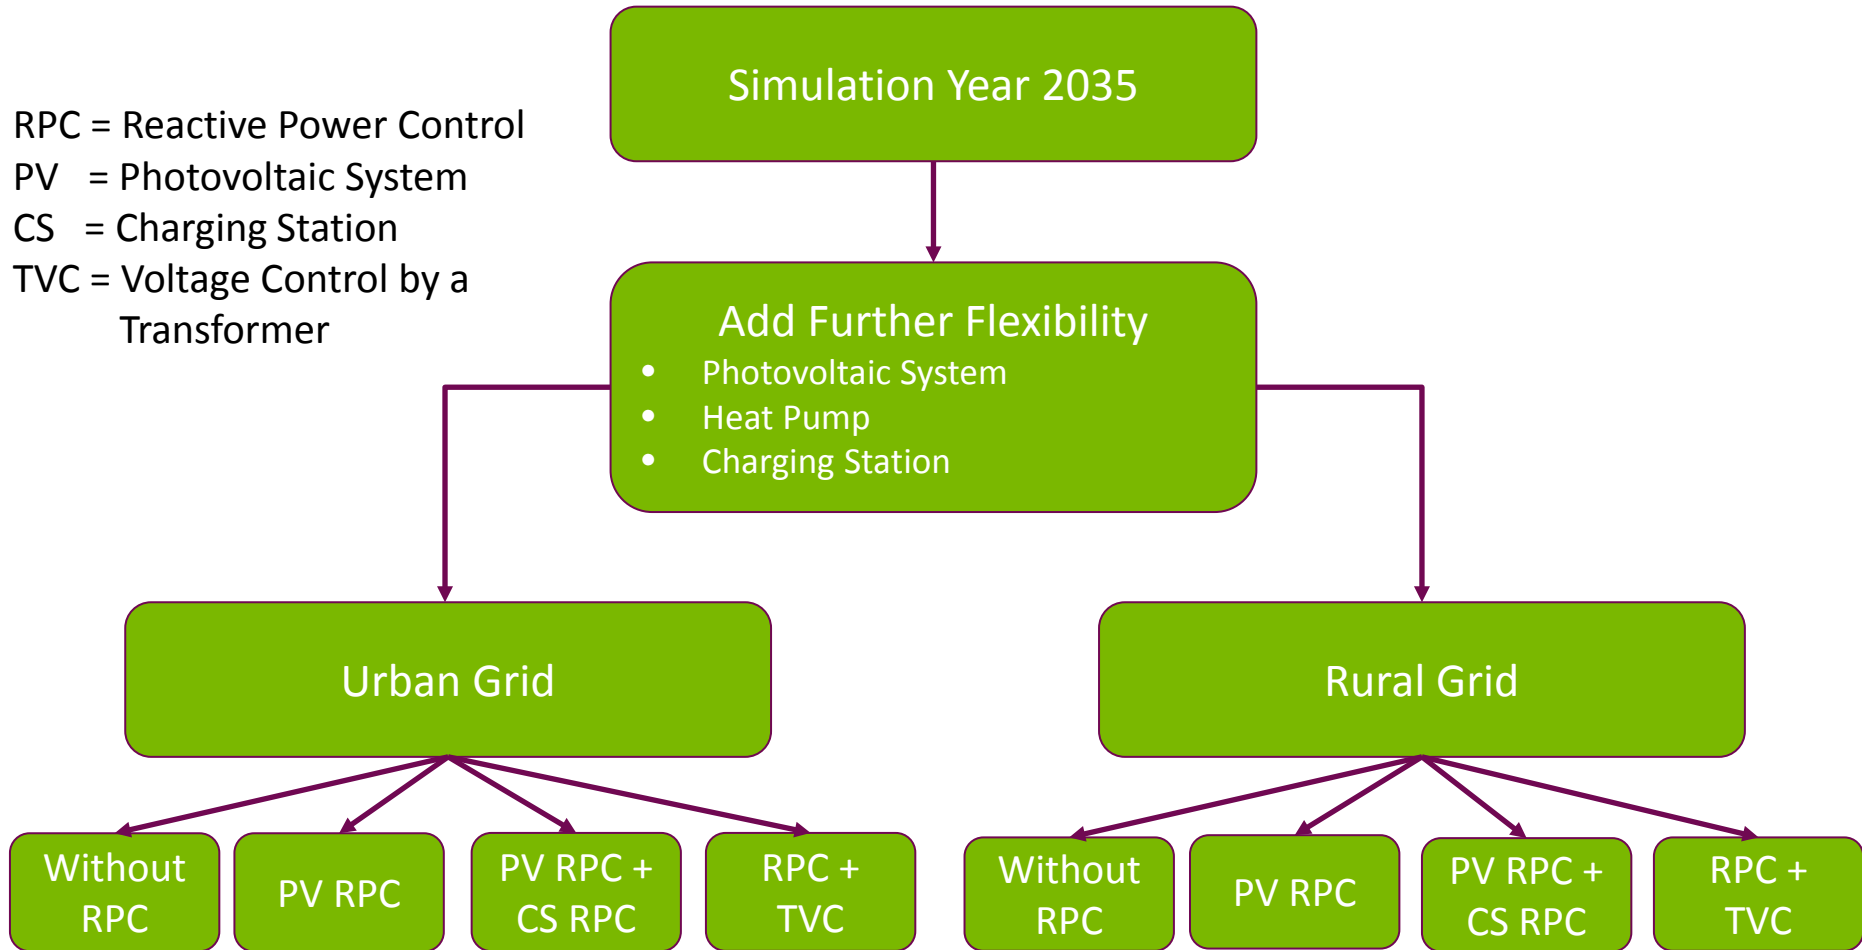 Simulation Year 2035
RPC = Reactive Power Control
PV = Photovoltaic System
CS = Charging Station
TVC = Voltage Control by a
Transformer
Add Further Flexibility
• Photovoltaic System
• Heat Pump
• Charging Station
Urban Grid
Rural Grid
Without
RPC
PV RPC
PV RPC +
CS RPC
RPC +
TVC
Without
RPC
PV RPC
PV RPC +
CS RPC
RPC +
TVC